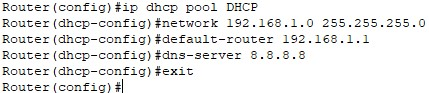 Router(config)#ip dhcp pool DHCP
Router(dhcp-config)#network 192.168.1.0 255.255.255.0
Router(dhcp-config)#default-router 192.168.1.1
Router(dhcp-config)#dns-server 8.8.8.8
Router(dhcp-config)#exit
Router(config)#